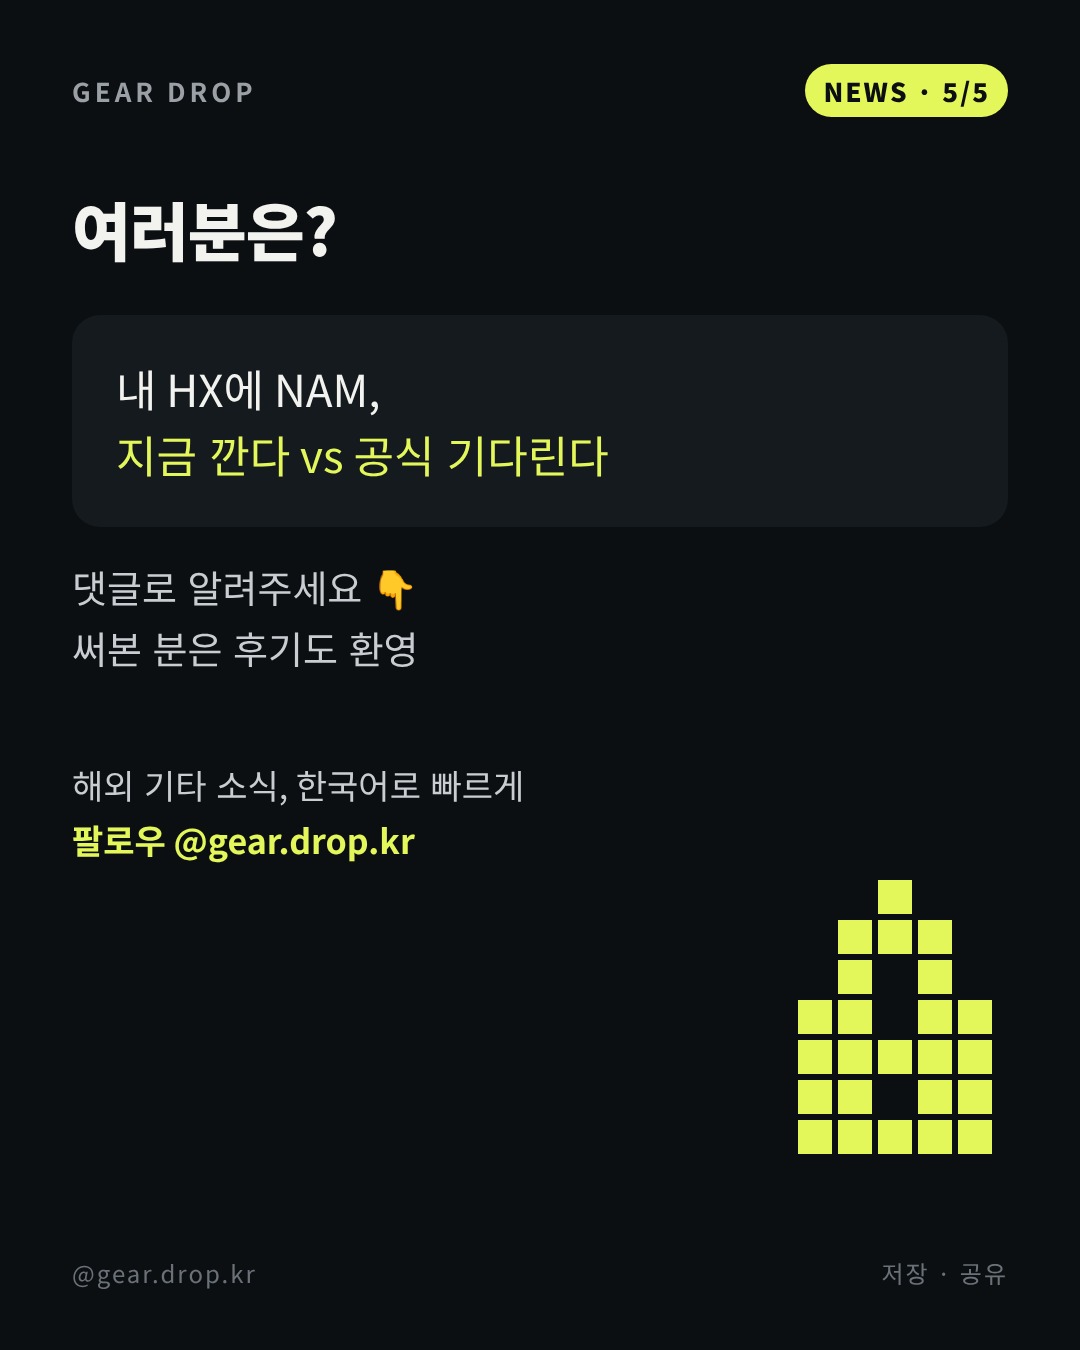 GEAR DROP
NEWS · 5/5
여러분은?
내 HX에 NAM,
지금 깐다 vs 공식 기다린다
댓글로 알려주세요 👇
써본 분은 후기도 환영
해외 기타 소식, 한국어로 빠르게
팔로우 @gear.drop.kr
@gear.drop.kr
저장 · 공유